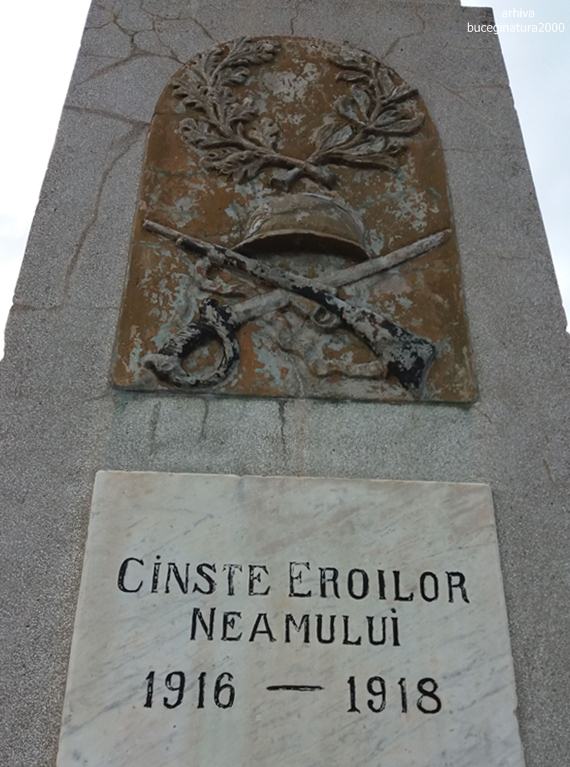 arhiva
buceginatura2000
CINSTE EROILOR
NEAMULUI
1916 — 1918